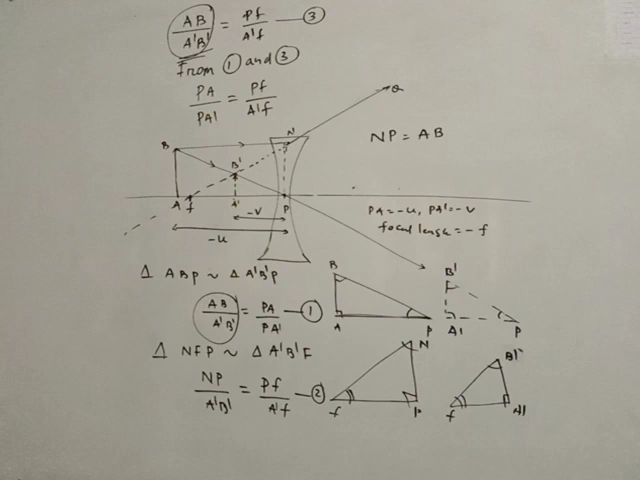 AB/A'B' = Pf/A'f — ③
From ① and ③
PA/PA' = Pf/A'f
N Q
NP = AB
B B'
A f A' P
-v
-u
PA = -u, PA' = -v
focal length = -f
Δ ABP ~ Δ A'B'P
AB/A'B' = PA/PA' — ①
B A P
B' A' P
Δ NFP ~ Δ A'B'F
NP/A'B' = Pf/A'f — ②
N f P
B' f A'